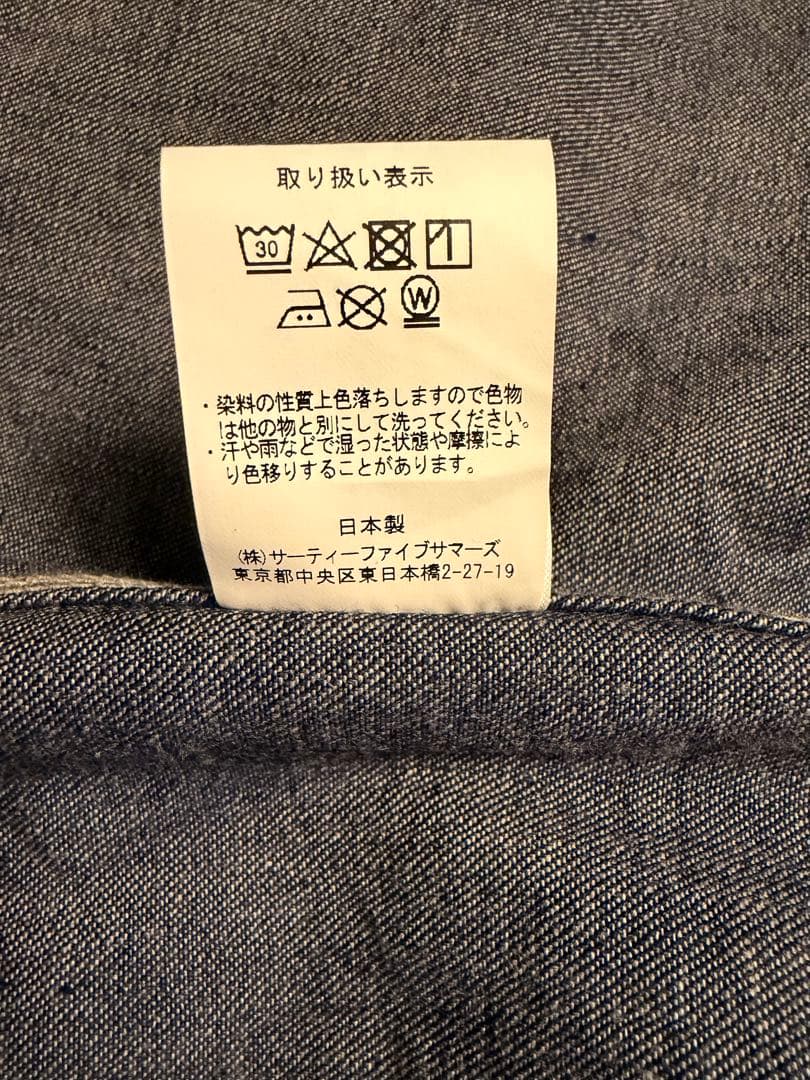 取り扱い表示
30
W
・染料の性質上色落ちしますので色物
は他の物と別にして洗ってください。
・汗や雨などで湿った状態や摩擦によ
り色移りすることがあります。
日本製
(株)サーティーファイブサマーズ
東京都中央区東日本橋2-27-19